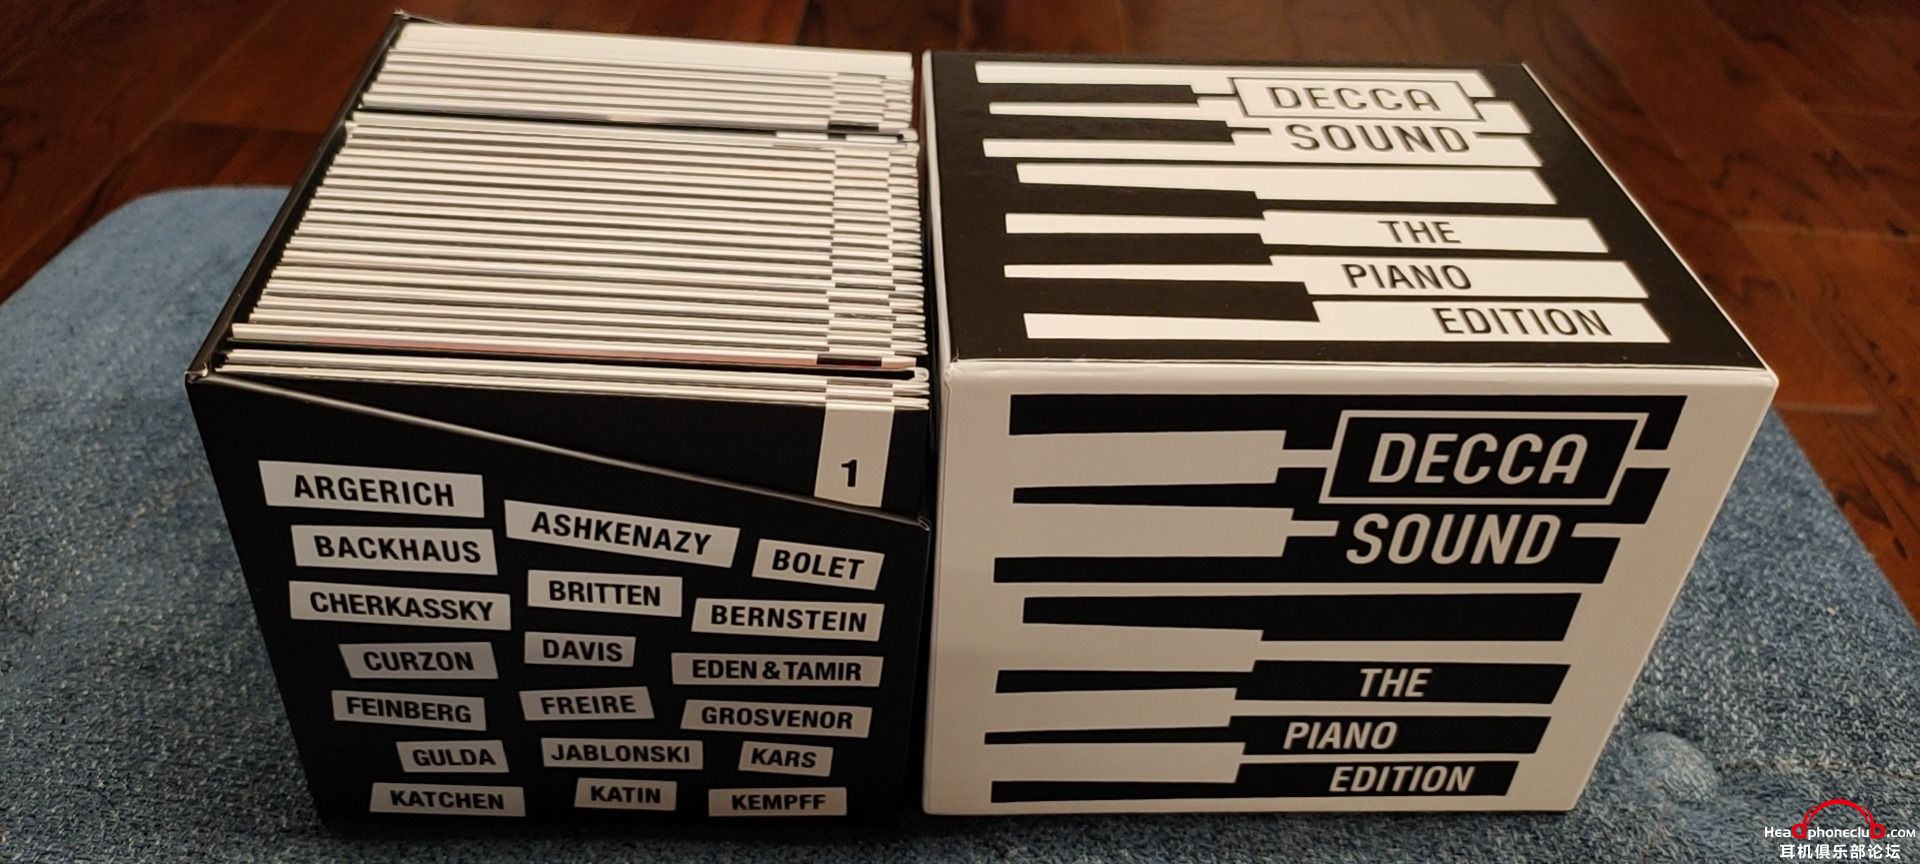 1
ARGERICH
ASHKENAZY
BACKHAUS
BOLET
BRITTEN
CHERKASSKY
BERNSTEIN
CURZON
DAVIS
EDEN & TAMIR
FEINBERG
FREIRE
GROSVENOR
GULDA
JABLONSKI
KARS
KATCHEN
KATIN
KEMPFF
DECCA
SOUND
THE
PIANO
EDITION
DECCA
SOUND
THE
PIANO
EDITION
Headphoneclub.com
耳机俱乐部论坛